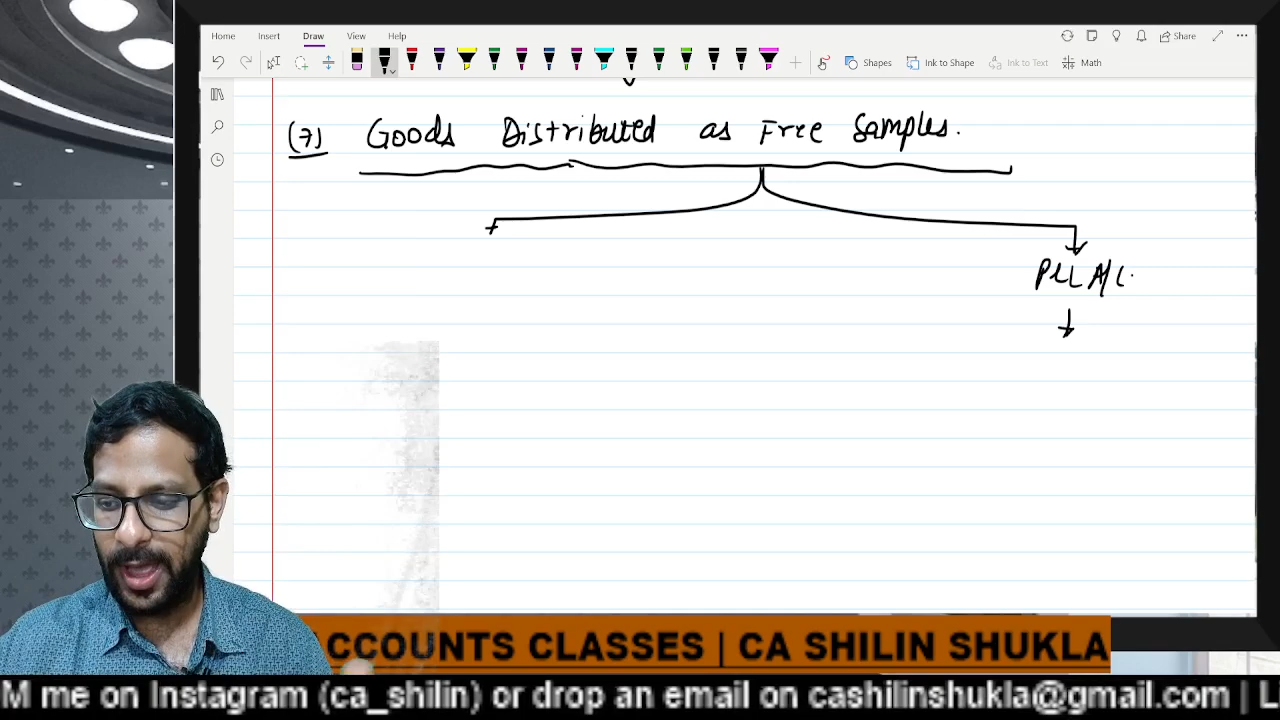 Home Insert Draw View Help Share
Shapes Ink to Shape Ink to Text Math
(7) Goods Distributed as Free Samples.
P&L A/c.
CCOUNTS CLASSES | CA SHILIN SHUKLA
M me on Instagram (ca_shilin) or drop an email on cashilinshukla@gmail.com | L